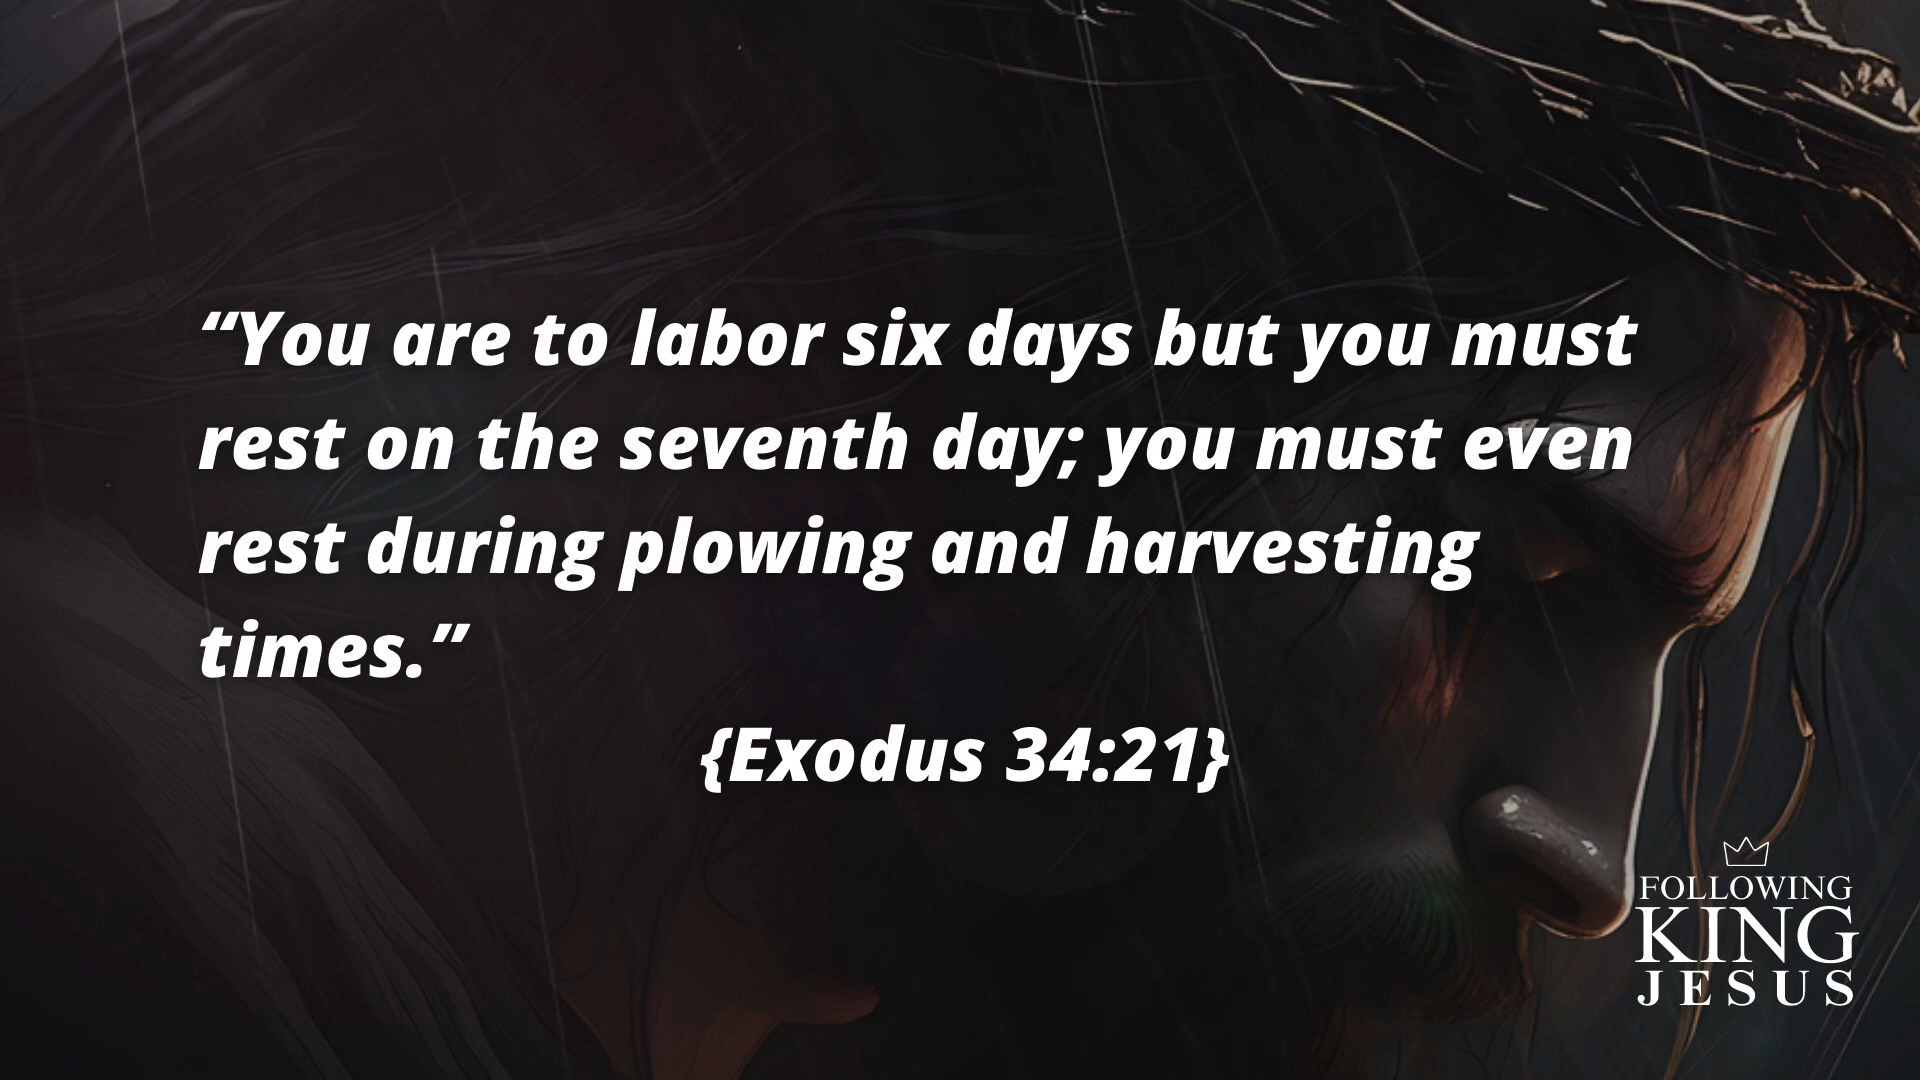 “You are to labor six days but you must
rest on the seventh day; you must even
rest during plowing and harvesting
times.”
{Exodus 34:21}
FOLLOWING
KING
JESUS